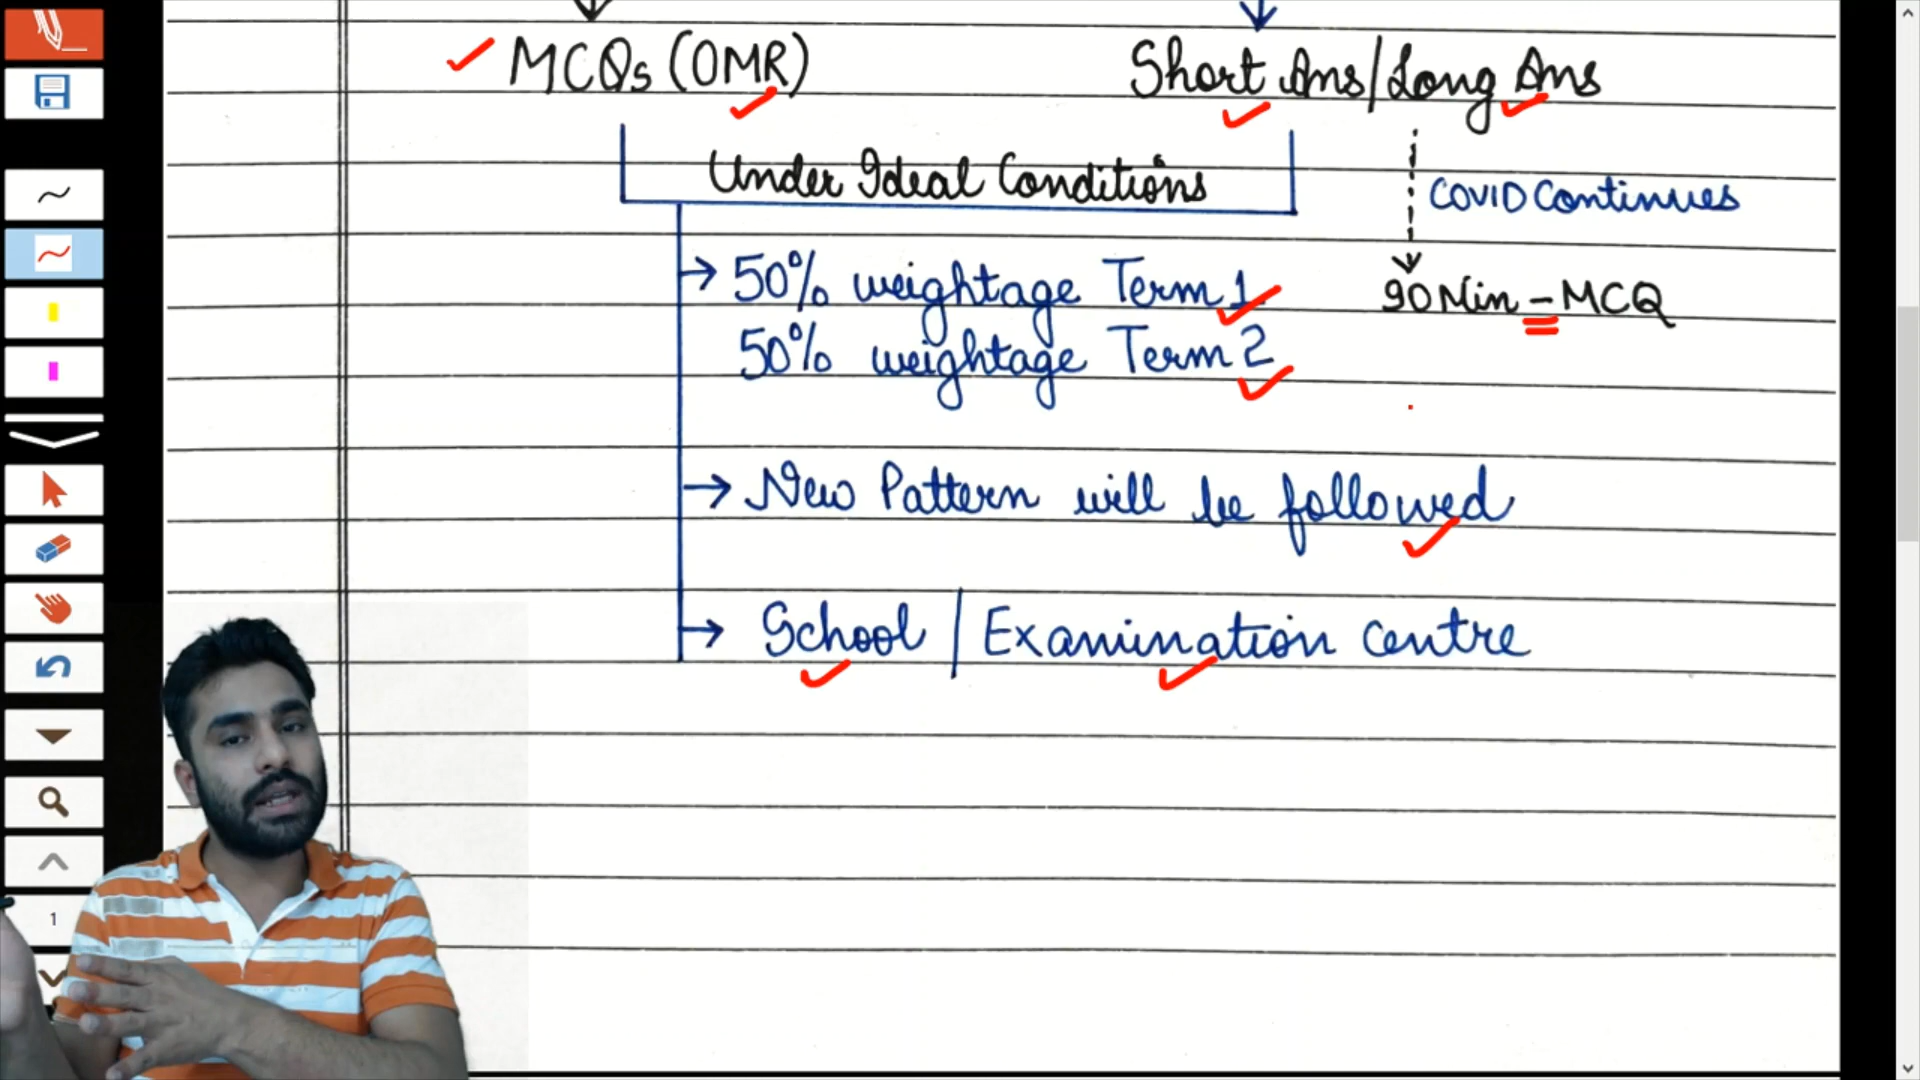 MCQs (OMR)
Short Ans/Long Ans
Under Ideal Conditions
COVID Continues
→ 50% weightage Term 1
90 Min - MCQ
50% weightage Term 2
→ New Pattern will be followed
→ School | Examination centre
1